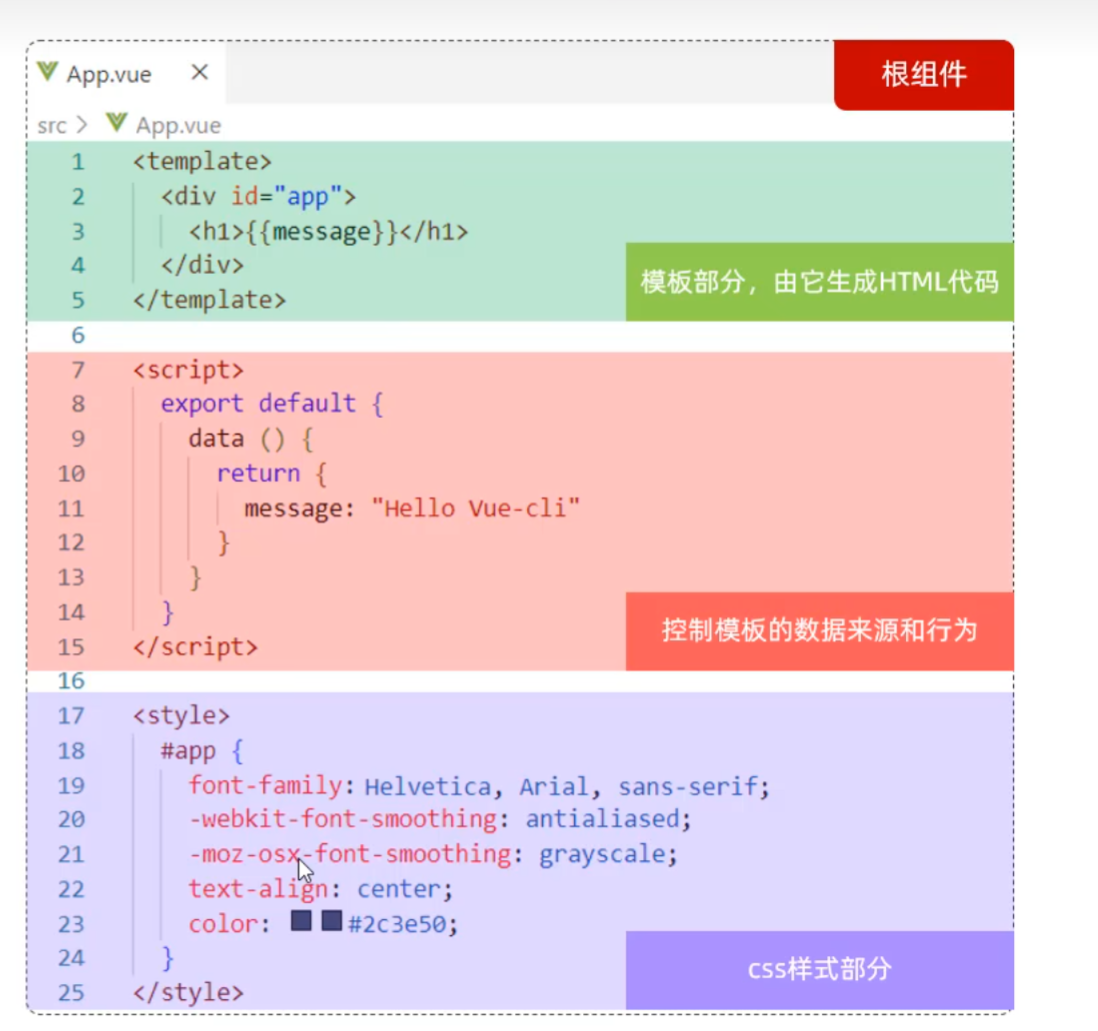 App.vue ×
根组件
src > App.vue
1 <template>
2 <div id="app">
3 <h1>{{message}}</h1>
4 </div>
5 </template>
模板部分，由它生成HTML代码
6
7 <script>
8 export default {
9 data () {
10 return {
11 message: "Hello Vue-cli"
12 }
13 }
14 }
15 </script>
控制模板的数据来源和行为
16
17 <style>
18 #app {
19 font-family: Helvetica, Arial, sans-serif;
20 -webkit-font-smoothing: antialiased;
21 -moz-osx-font-smoothing: grayscale;
22 text-align: center;
23 color: #2c3e50;
24 }
25 </style>
css样式部分